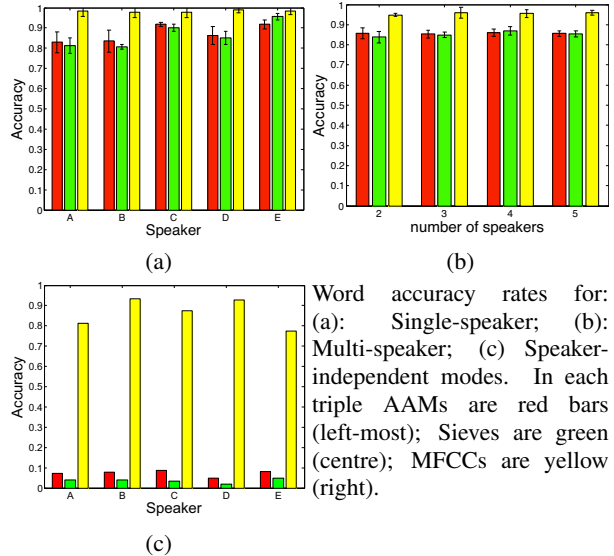 1
0.9
0.8
0.7
0.6
0.5
0.4
0.3
0.2
0.1
0
Accuracy
A B C D E
Speaker
(a)
1
0.9
0.8
0.7
0.6
0.5
0.4
0.3
0.2
0.1
0
Accuracy
2 3 4 5
number of speakers
(b)
1
0.9
0.8
0.7
0.6
0.5
0.4
0.3
0.2
0.1
0
Accuracy
A B C D E
Speaker
(c)
Word accuracy rates for:
(a): Single-speaker; (b):
Multi-speaker; (c) Speaker-
independent modes. In each
triple AAMs are red bars
(left-most); Sieves are green
(centre); MFCCs are yellow
(right).